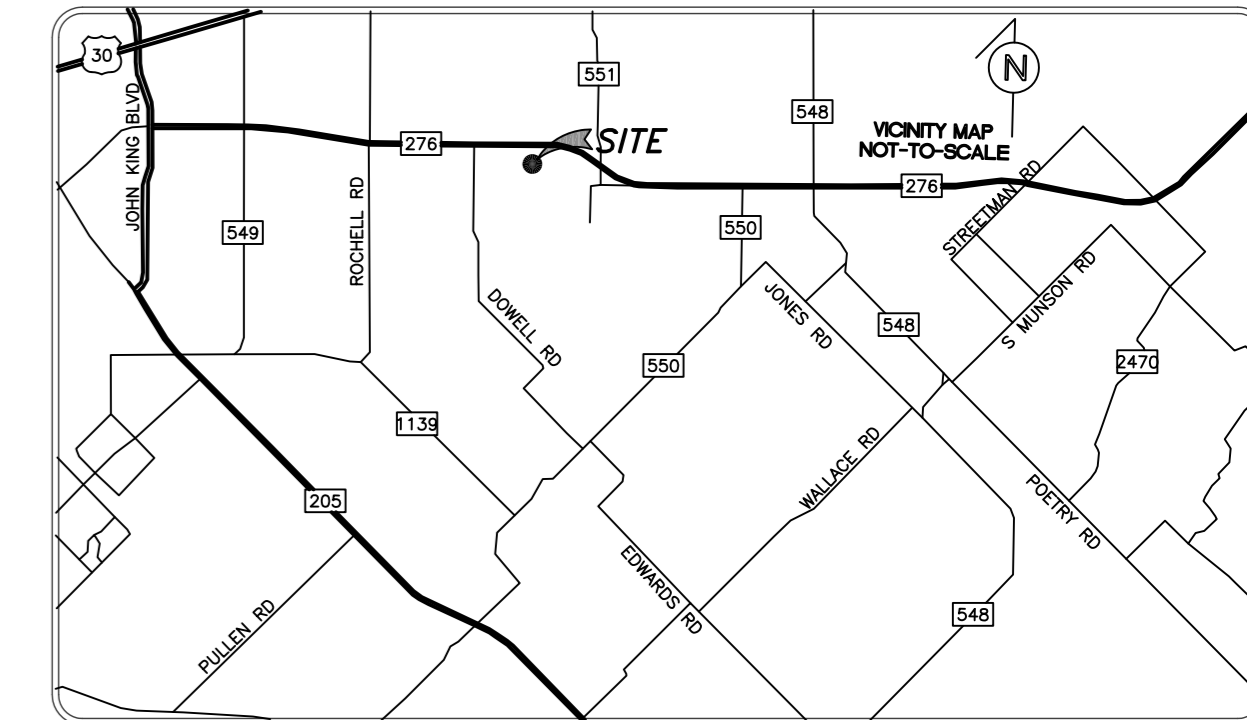 30
551
548
N
JOHN KING BLVD
276
SITE
VICINITY MAP
NOT-TO-SCALE
276
STREETMAN RD
549
ROCHELL RD
550
S MUNSON RD
DOWELL RD
JONES RD
548
550
2470
1139
WALLACE RD
205
POETRY RD
EDWARDS RD
PULLEN RD
548